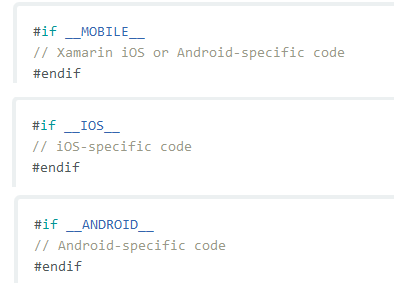 #if __MOBILE__
// Xamarin iOS or Android-specific code
#endif
#if __IOS__
// iOS-specific code
#endif
#if __ANDROID__
// Android-specific code
#endif